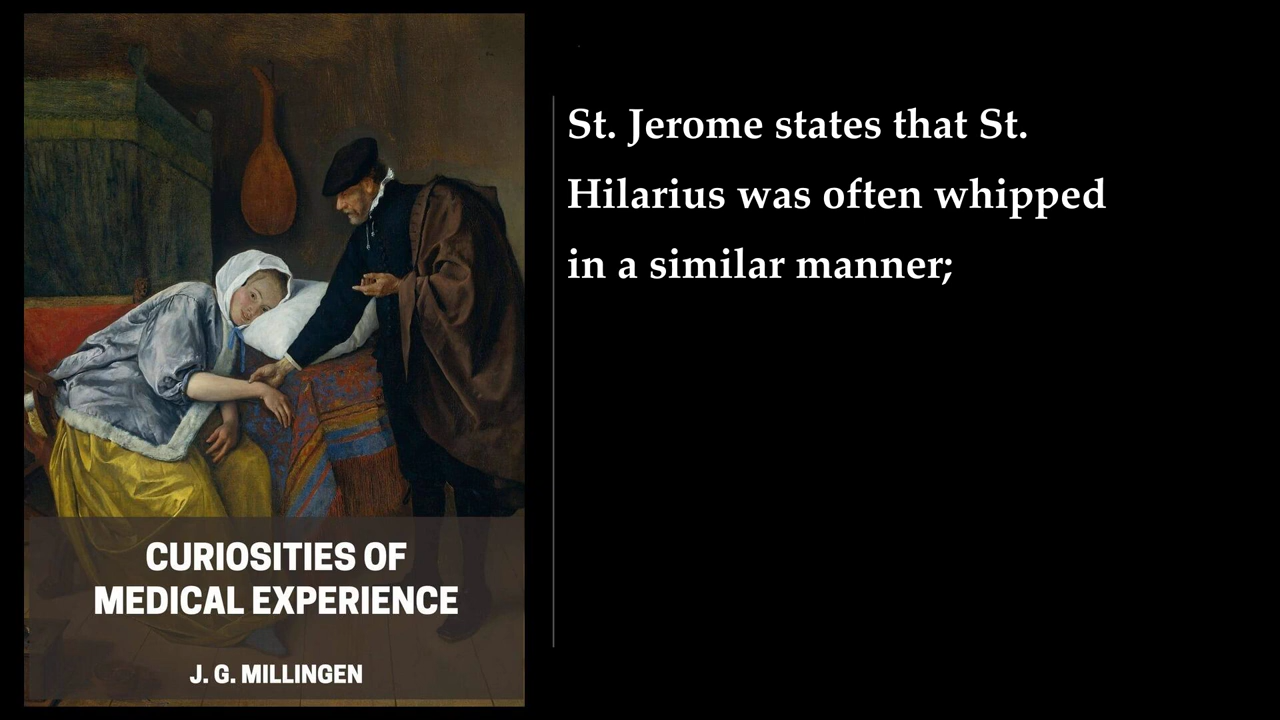 St. Jerome states that St.
Hilarius was often whipped
in a similar manner;
CURIOSITIES OF
MEDICAL EXPERIENCE
J. G. MILLINGEN